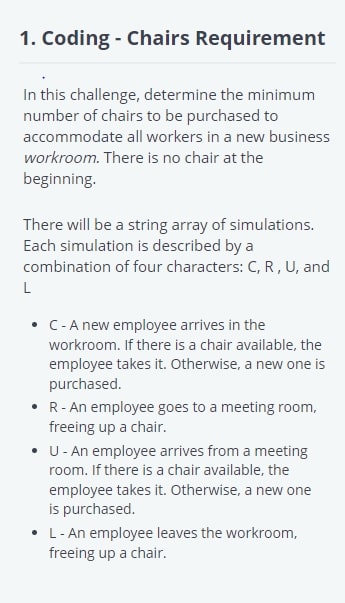 1. Coding - Chairs Requirement
In this challenge, determine the minimum
number of chairs to be purchased to
accommodate all workers in a new business
workroom. There is no chair at the
beginning.
There will be a string array of simulations.
Each simulation is described by a
combination of four characters: C, R , U, and
L
• C - A new employee arrives in the
workroom. If there is a chair available, the
employee takes it. Otherwise, a new one is
purchased.
• R - An employee goes to a meeting room,
freeing up a chair.
• U - An employee arrives from a meeting
room. If there is a chair available, the
employee takes it. Otherwise, a new one
is purchased.
• L - An employee leaves the workroom,
freeing up a chair.